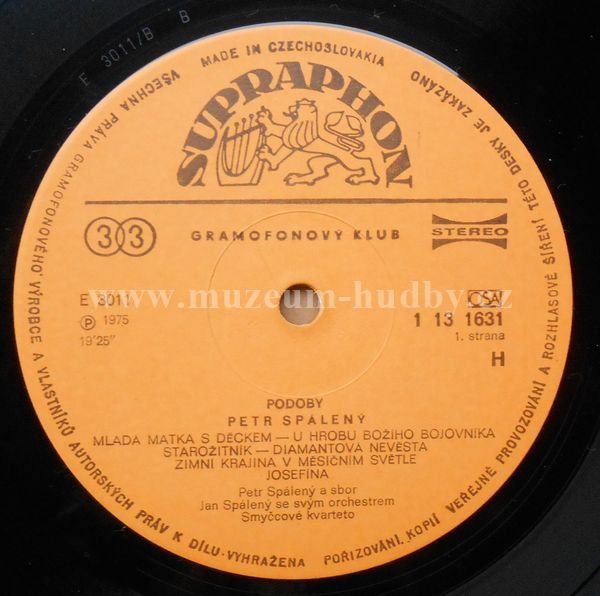 E 3011/B B
MADE IN CZECHOSLOVAKIA
VŠECHNA PRÁVA GRAMOFONOVÉHO VÝROBCE A VLASTNÍKŮ AUTORSKÝCH PRÁV K DÍLU VYHRAŽENA
POŘIZOVÁNÍ KOPIÍ VEŘEJNÉ PROVOZOVÁNÍ A ROZHLASOVÉ ŠÍŘENÍ TÉTO DESKY JE ZAKÁZÁNO
SUPRAPHON
33
GRAMOFONOVÝ KLUB
STEREO
www.muzeum-hudby.cz
E 3011
OSA
℗ 1975
1 13 1631
19'25"
1. strana
H
PODOBY
PETR SPÁLENÝ
MLADÁ MATKA S DĚCKEM — U HROBU BOŽÍHO BOJOVNÍKA
STAROŽITNÍK — DIAMANTOVÁ NEVĚSTA
ZIMNÍ KRAJINA V MĚSÍČNÍM SVĚTLE
JOSEFÍNA
Petr Spálený a sbor
Jan Spálený se svým orchestrem
Smyčcové kvarteto